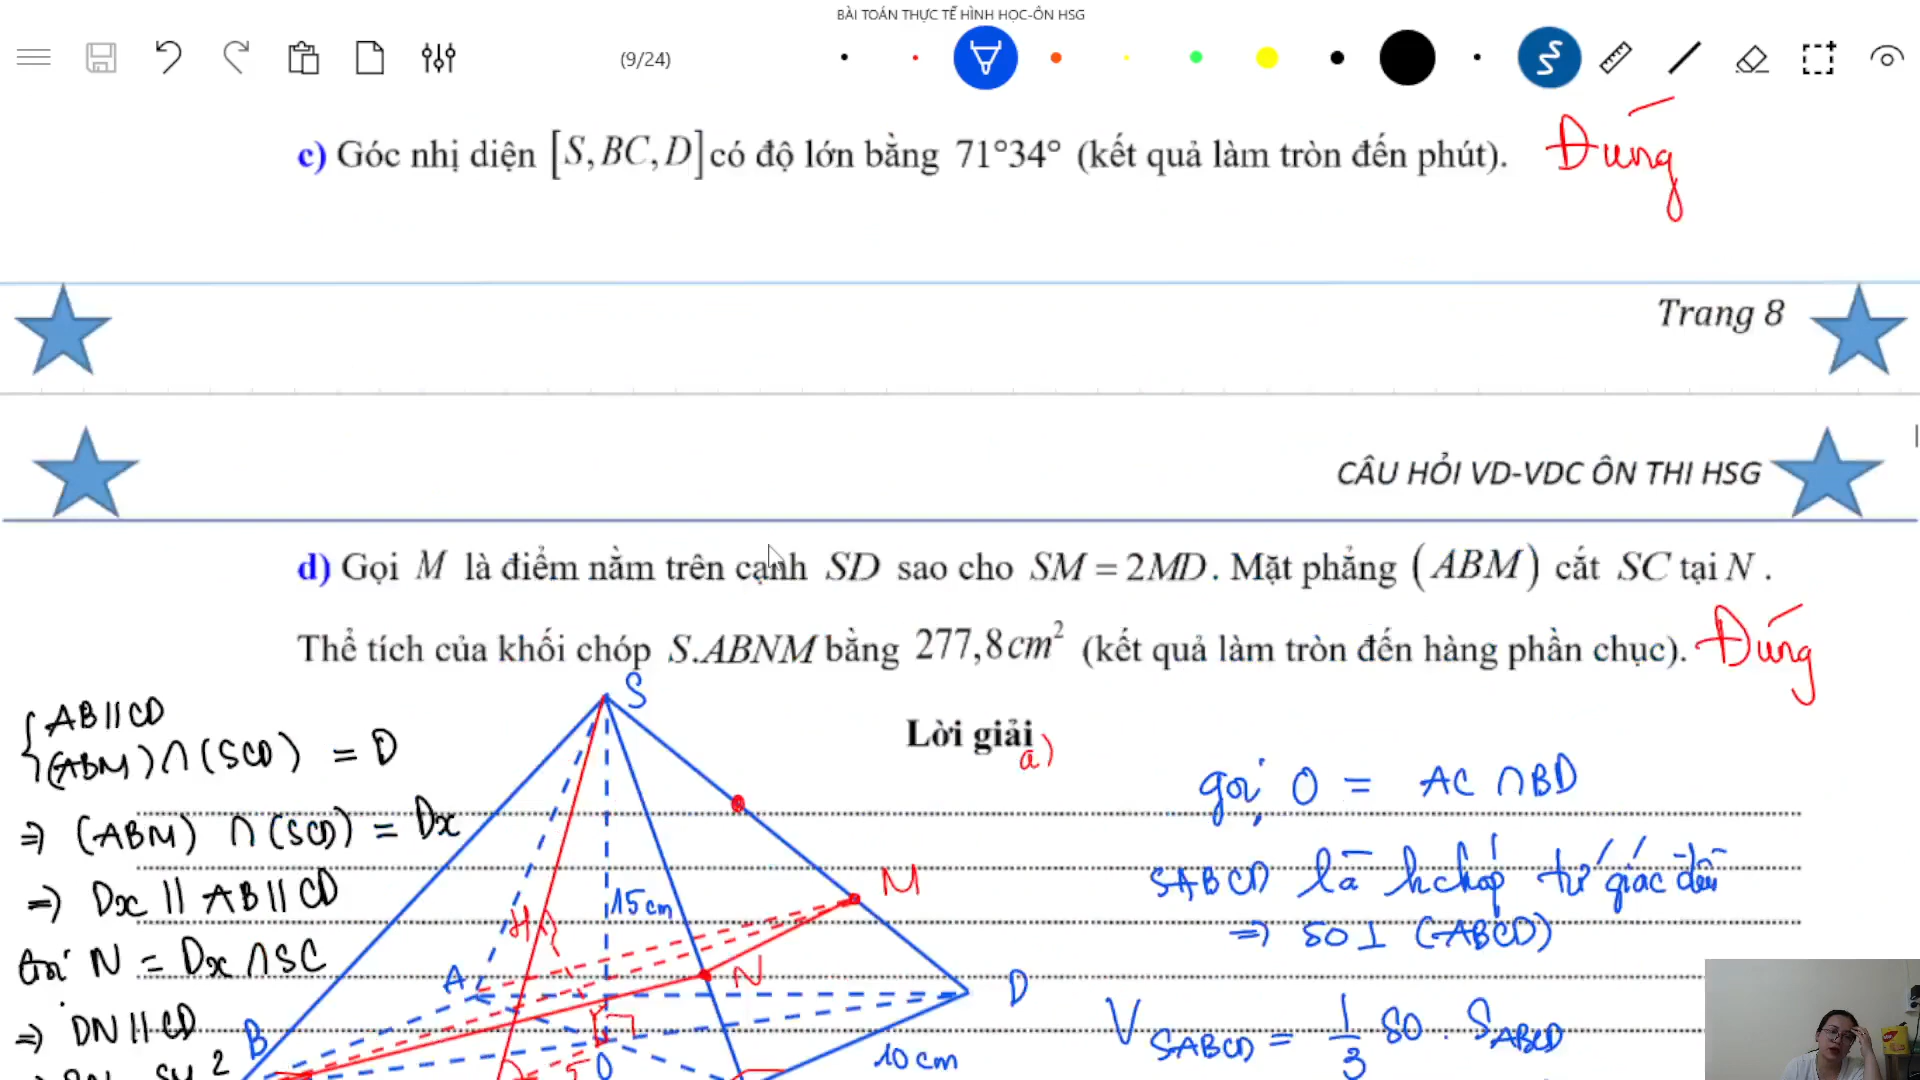 BÀI TOÁN THỰC TẾ HÌNH HỌC-ÔN HSG
(9/24)
c) Góc nhị diện [S, BC, D] có độ lớn bằng 71°34° (kết quả làm tròn đến phút). Đúng
Trang 8
CÂU HỎI VD-VDC ÔN THI HSG
d) Gọi M là điểm nằm trên cạnh SD sao cho SM = 2MD. Mặt phẳng (ABM) cắt SC tại N.
Thể tích của khối chóp S.ABNM bằng 277,8cm² (kết quả làm tròn đến hàng phần chục). Đúng
Lời giải
a)
{ AB // CD
(ABM) ∩ (SCD) = D
⇒ (ABM) ∩ (SCD) = Dx
⇒ Dx // AB // CD
Gọi N = Dx ∩ SC
⇒ DN // CD
S
15cm
H
M
N
A
D
B
O
5
10cm
gọi O = AC ∩ BD
SABCD là hchóp tứ giác đều
⇒ SO ⊥ (ABCD)
V SABCD = 1/3 SO . SABCD